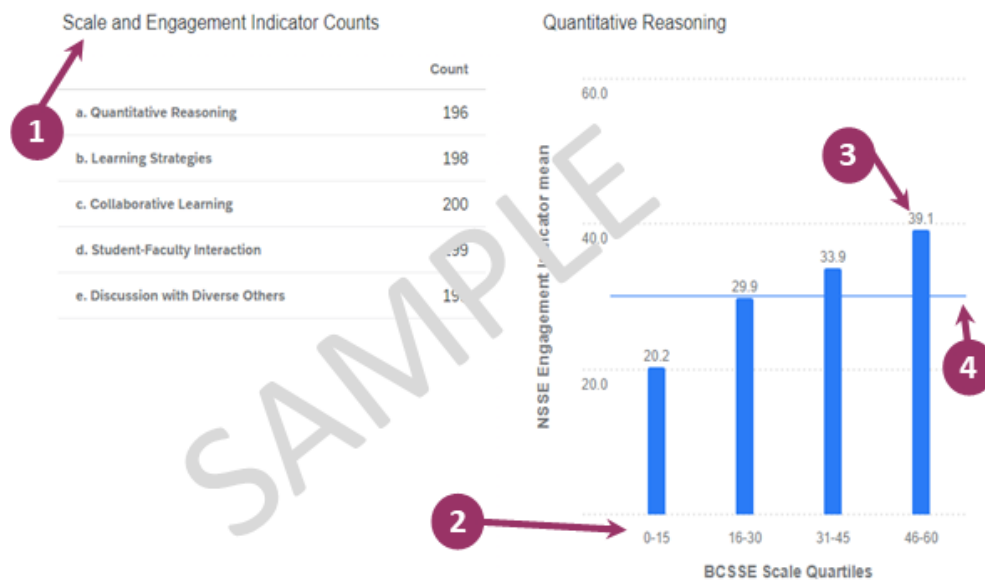 Scale and Engagement Indicator Counts
Count
a. Quantitative Reasoning 196
b. Learning Strategies 198
c. Collaborative Learning 200
d. Student-Faculty Interaction
e. Discussion with Diverse Others
1
Quantitative Reasoning
NSSE Engagement Indicator mean
60.0
40.0
20.0
20.2
29.9
33.9
39.1
3
4
2
0-15 16-30 31-45 46-60
BCSSE Scale Quartiles
SAMPLE